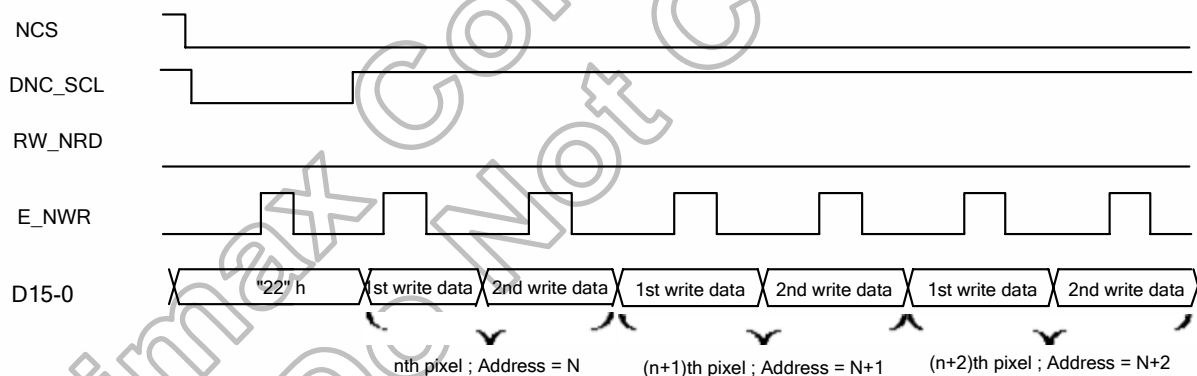 NCS
DNC_SCL
RW_NRD
E_NWR
D15-0 "22" h 1st write data 2nd write data 1st write data 2nd write data 1st write data 2nd write data
nth pixel ; Address = N (n+1)th pixel ; Address = N+1 (n+2)th pixel ; Address = N+2